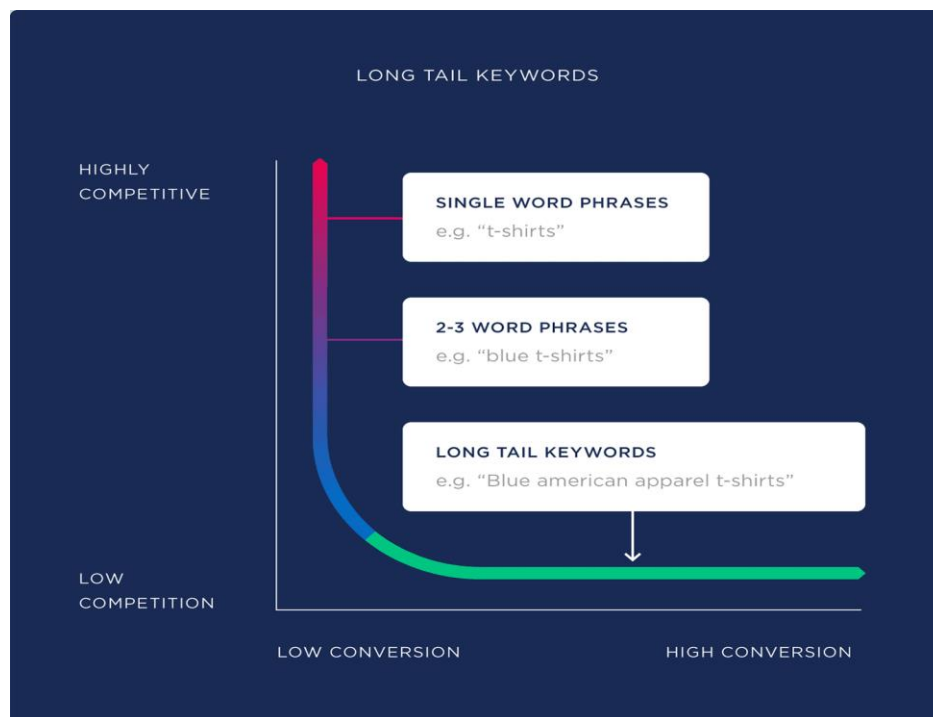 LONG TAIL KEYWORDS
HIGHLY
COMPETITIVE
SINGLE WORD PHRASES
e.g. “t-shirts”
2-3 WORD PHRASES
e.g. “blue t-shirts”
LONG TAIL KEYWORDS
e.g. “Blue american apparel t-shirts”
LOW
COMPETITION
LOW CONVERSION
HIGH CONVERSION